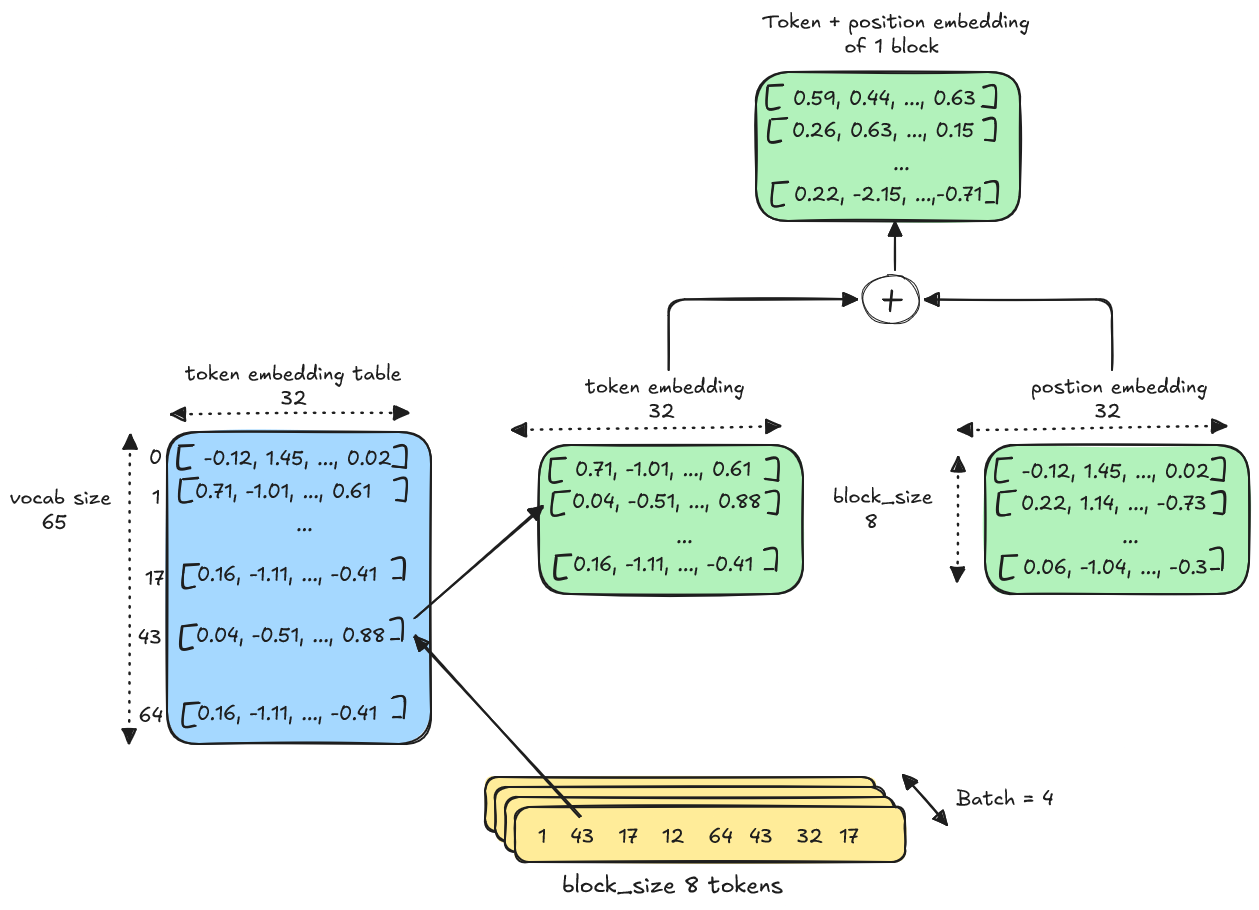 Token + position embedding
of 1 block
[ 0.59, 0.44, ..., 0.63 ]
[ 0.26, 0.63, ..., 0.15 ]
...
[ 0.22, -2.15, ...,-0.71]
+
token embedding table
32
vocab size
65
0 [ -0.12, 1.45, ..., 0.02]
1 [0.71, -1.01, ..., 0.61 ]
...
17 [0.16, -1.11, ..., -0.41 ]
43 [0.04, -0.51, ..., 0.88 ]
64 [0.16, -1.11, ..., -0.41 ]
token embedding
32
[ 0.71, -1.01, ..., 0.61 ]
[0.04, -0.51, ..., 0.88]
...
[0.16, -1.11, ..., -0.41 ]
postion embedding
32
block_size
8
[ -0.12, 1.45, ..., 0.02]
[ 0.22, 1.14, ..., -0.73 ]
...
[ 0.06, -1.04, ..., -0.3]
1 43 17 12 64 43 32 17
Batch = 4
block_size 8 tokens